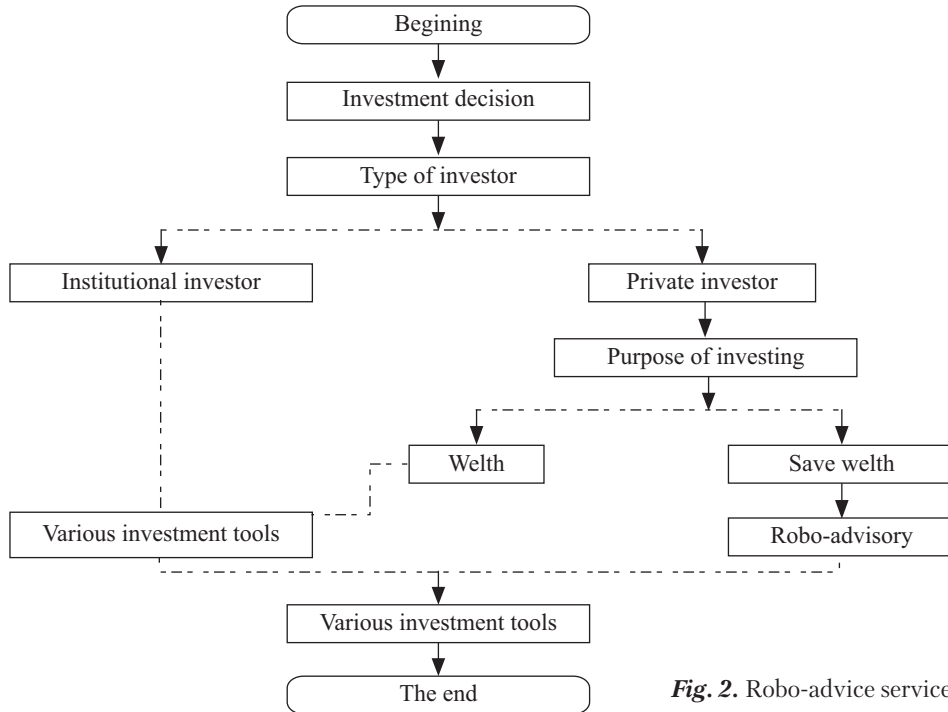 Begining
Investment decision
Type of investor
Institutional investor
Private investor
Purpose of investing
Welth
Save welth
Various investment tools
Robo-advisory
Various investment tools
The end
Fig. 2. Robo-advice service